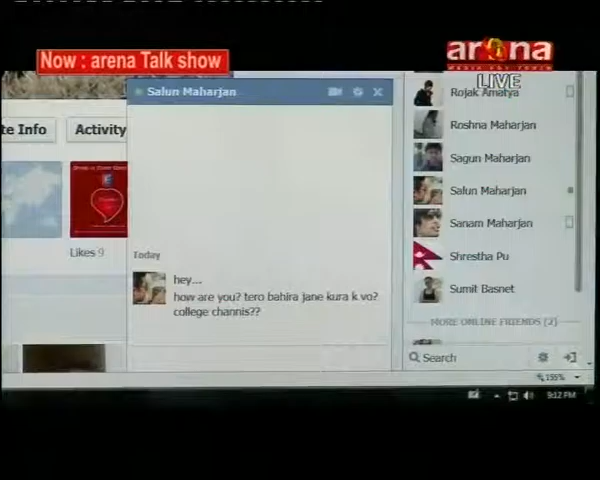 Now : arena Talk show
arena
LIVE
Salun Maharjan
te Info
Activity
Likes 9
Today
hey...
how are you? tero bahira jane kura k vo?
college channis??
Rojak Amatya
Roshna Maharjan
Sagun Maharjan
Salun Maharjan
Sanam Maharjan
Shrestha Pu
Sumit Basnet
MORE ONLINE FRIENDS (2)
Search
155%
9:12 PM